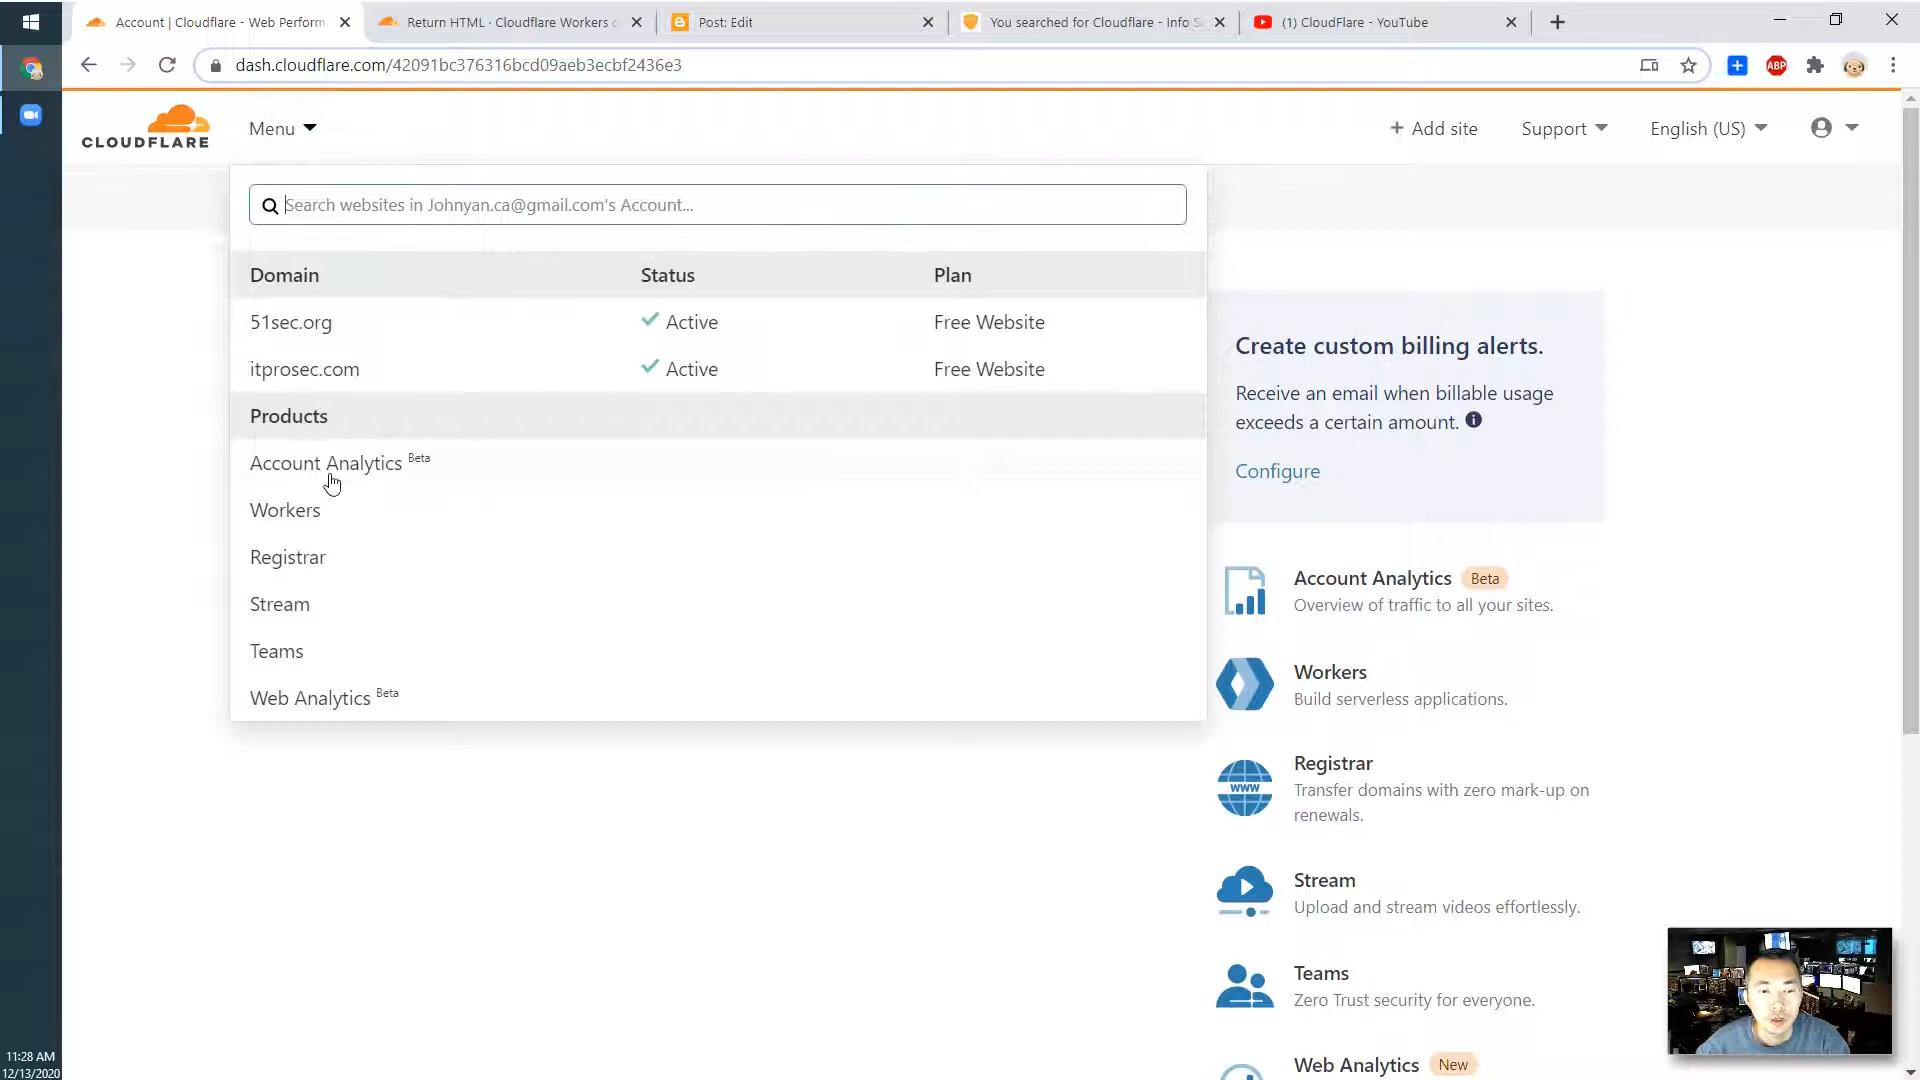 Account | Cloudflare - Web Perform
Return HTML · Cloudflare Workers
Post: Edit
You searched for Cloudflare - Info
(1) CloudFlare - YouTube
dash.cloudflare.com/42091bc376316bcd09aeb3ecbf2436e3
ABP
CLOUDFLARE
Menu
+ Add site
Support
English (US)
Search websites in Johnyan.ca@gmail.com's Account...
Domain Status Plan
51sec.org Active Free Website
itprosec.com Active Free Website
Products
Account Analytics Beta
Workers
Registrar
Stream
Teams
Web Analytics Beta
Create custom billing alerts.
Receive an email when billable usage
exceeds a certain amount.
Configure
Account Analytics Beta
Overview of traffic to all your sites.
Workers
Build serverless applications.
WWW
Registrar
Transfer domains with zero mark-up on
renewals.
Stream
Upload and stream videos effortlessly.
Teams
Zero Trust security for everyone.
Web Analytics New
11:28 AM
12/13/2020